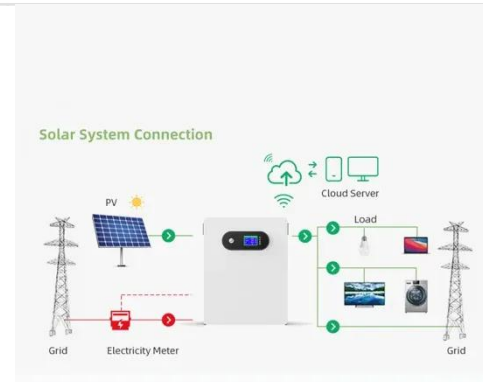 Solar System Connection
Cloud Server
PV
Load
Grid
Electricity Meter
Grid